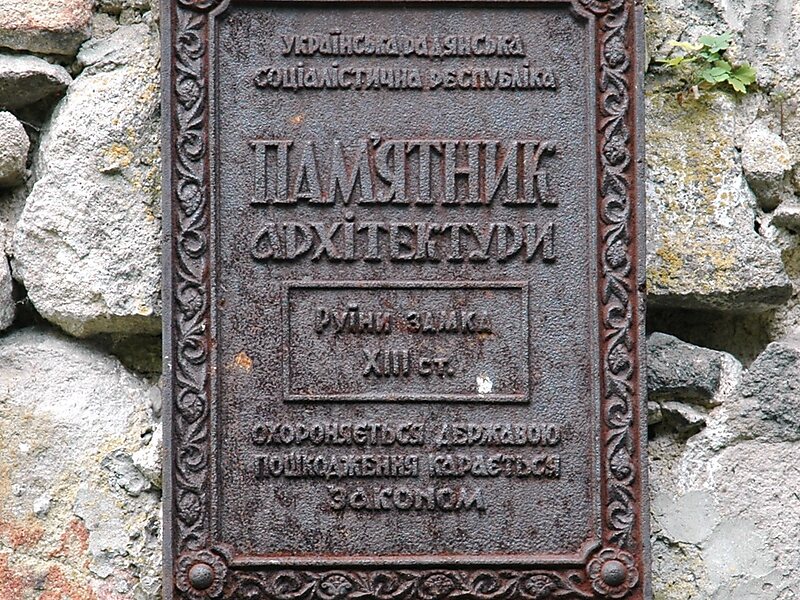 УКРАЇНСЬКА РАДЯНСЬКА
СОЦІАЛІСТИЧНА РЕСПУБЛІКА
ПАМ'ЯТНИК
АРХІТЕКТУРИ
РУЇНИ ЗАМКА
XIII СТ.
ОХОРОНЯЄТЬСЯ ДЕРЖАВОЮ
ПОШКОДЖЕННЯ КАРАЄТЬСЯ
ЗАКОНОМ